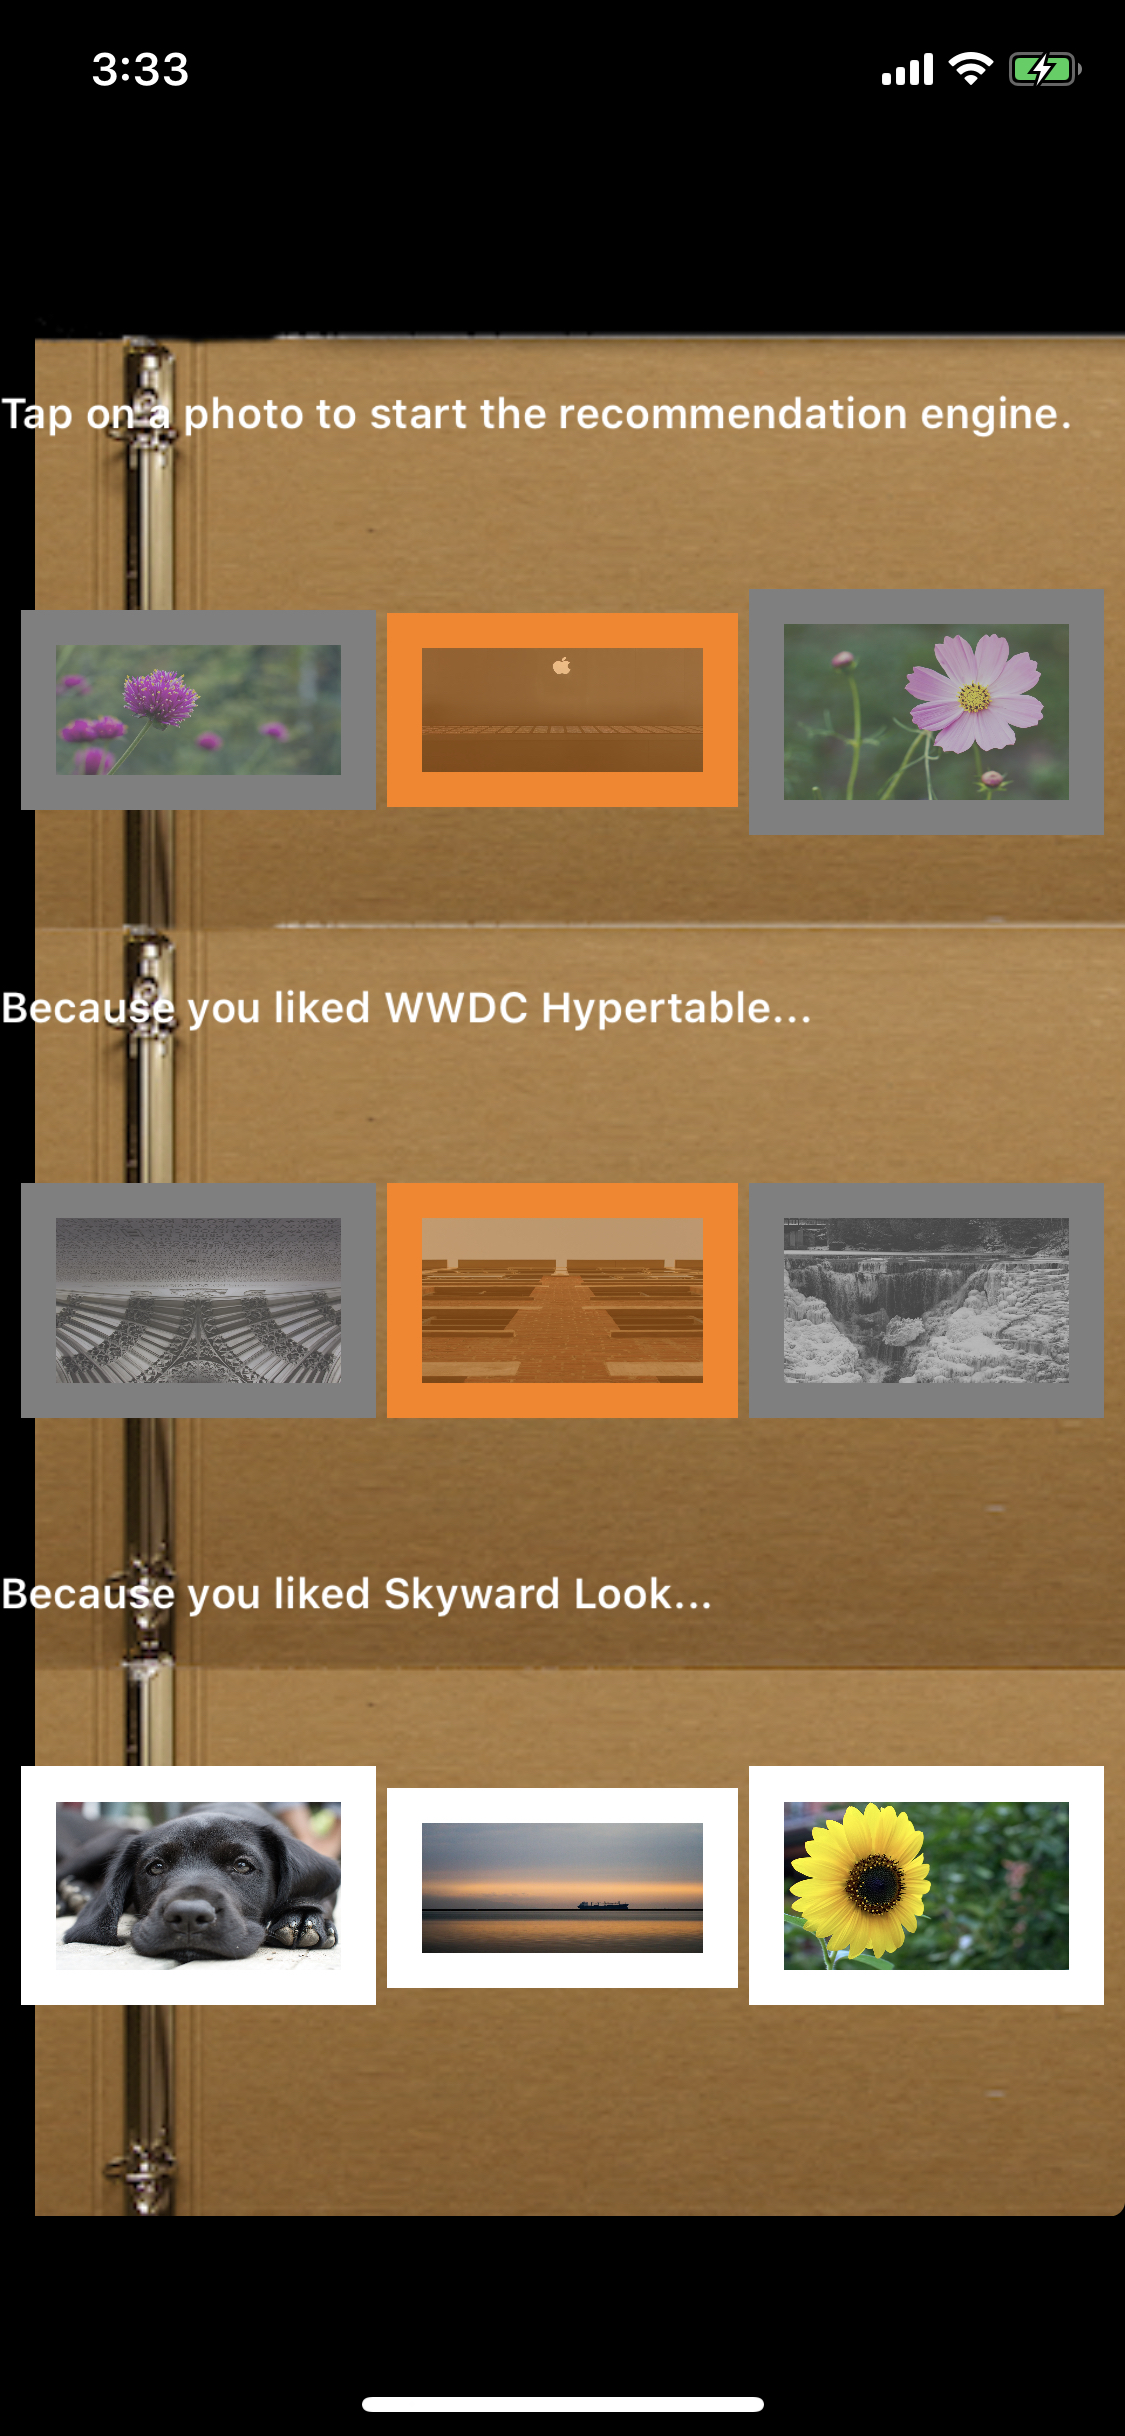 3:33
Tap on a photo to start the recommendation engine.
Because you liked WWDC Hypertable...
Because you liked Skyward Look...